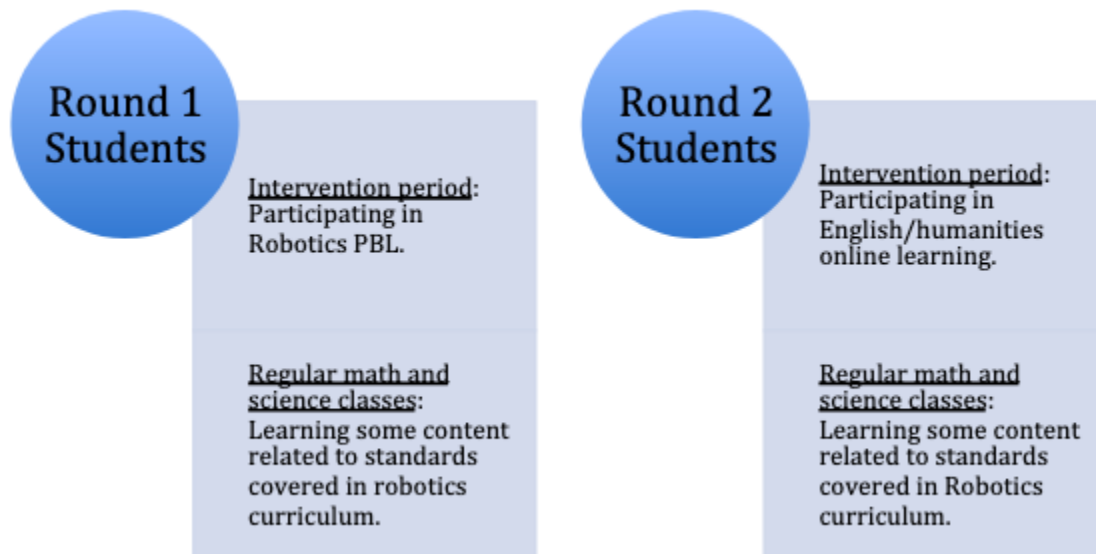 Round 1
Students
Intervention period:
Participating in
Robotics PBL.
Regular math and
science classes:
Learning some content
related to standards
covered in robotics
curriculum.
Round 2
Students
Intervention period:
Participating in
English/humanities
online learning.
Regular math and
science classes:
Learning some content
related to standards
covered in Robotics
curriculum.